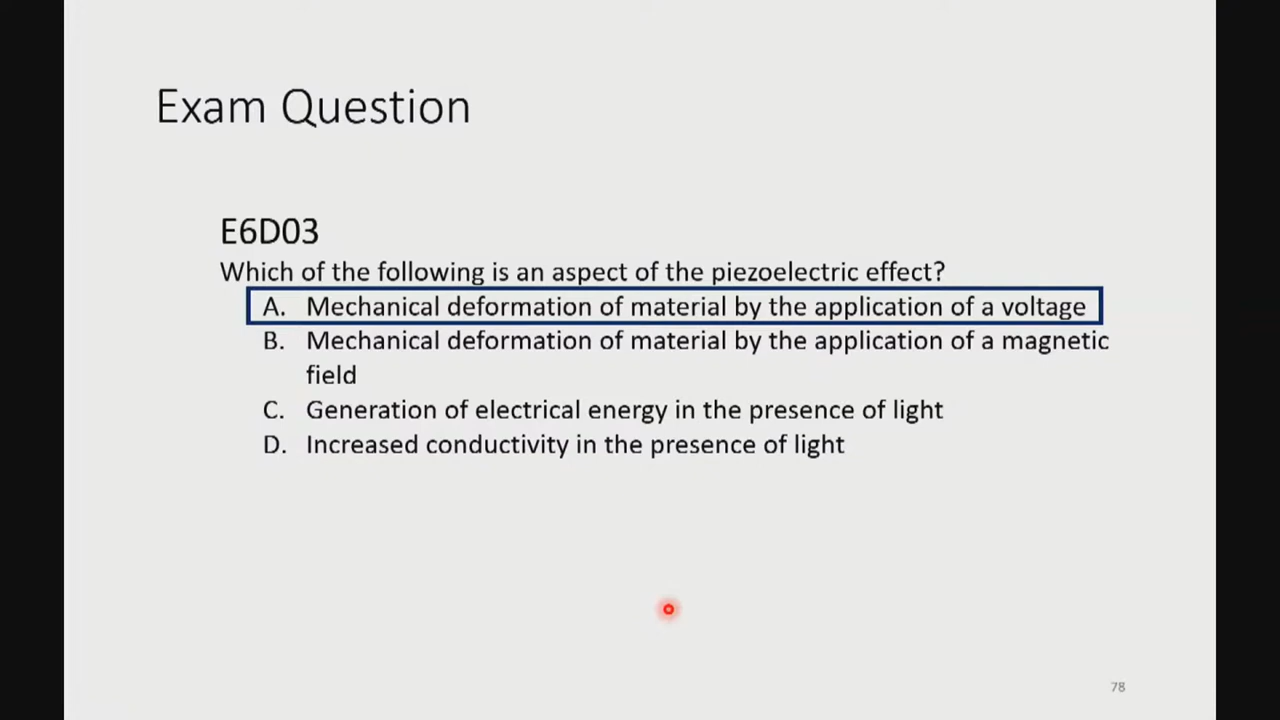 Exam Question
E6D03
Which of the following is an aspect of the piezoelectric effect?
A. Mechanical deformation of material by the application of a voltage
B. Mechanical deformation of material by the application of a magnetic
field
C. Generation of electrical energy in the presence of light
D. Increased conductivity in the presence of light
78